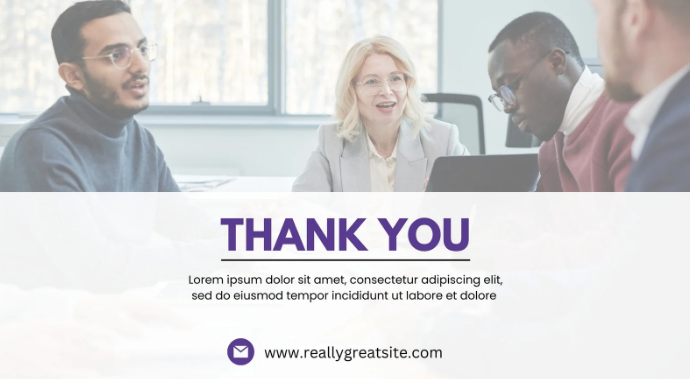 THANK YOU
Lorem ipsum dolor sit amet, consectetur adipiscing elit,
sed do eiusmod tempor incididunt ut labore et dolore
www.reallygreatsite.com